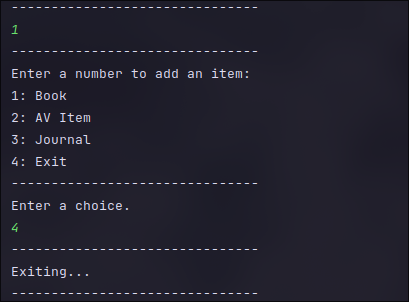 -------------------------------
1
-------------------------------
Enter a number to add an item:
1: Book
2: AV Item
3: Journal
4: Exit
-------------------------------
Enter a choice.
4
-------------------------------
Exiting...
-------------------------------